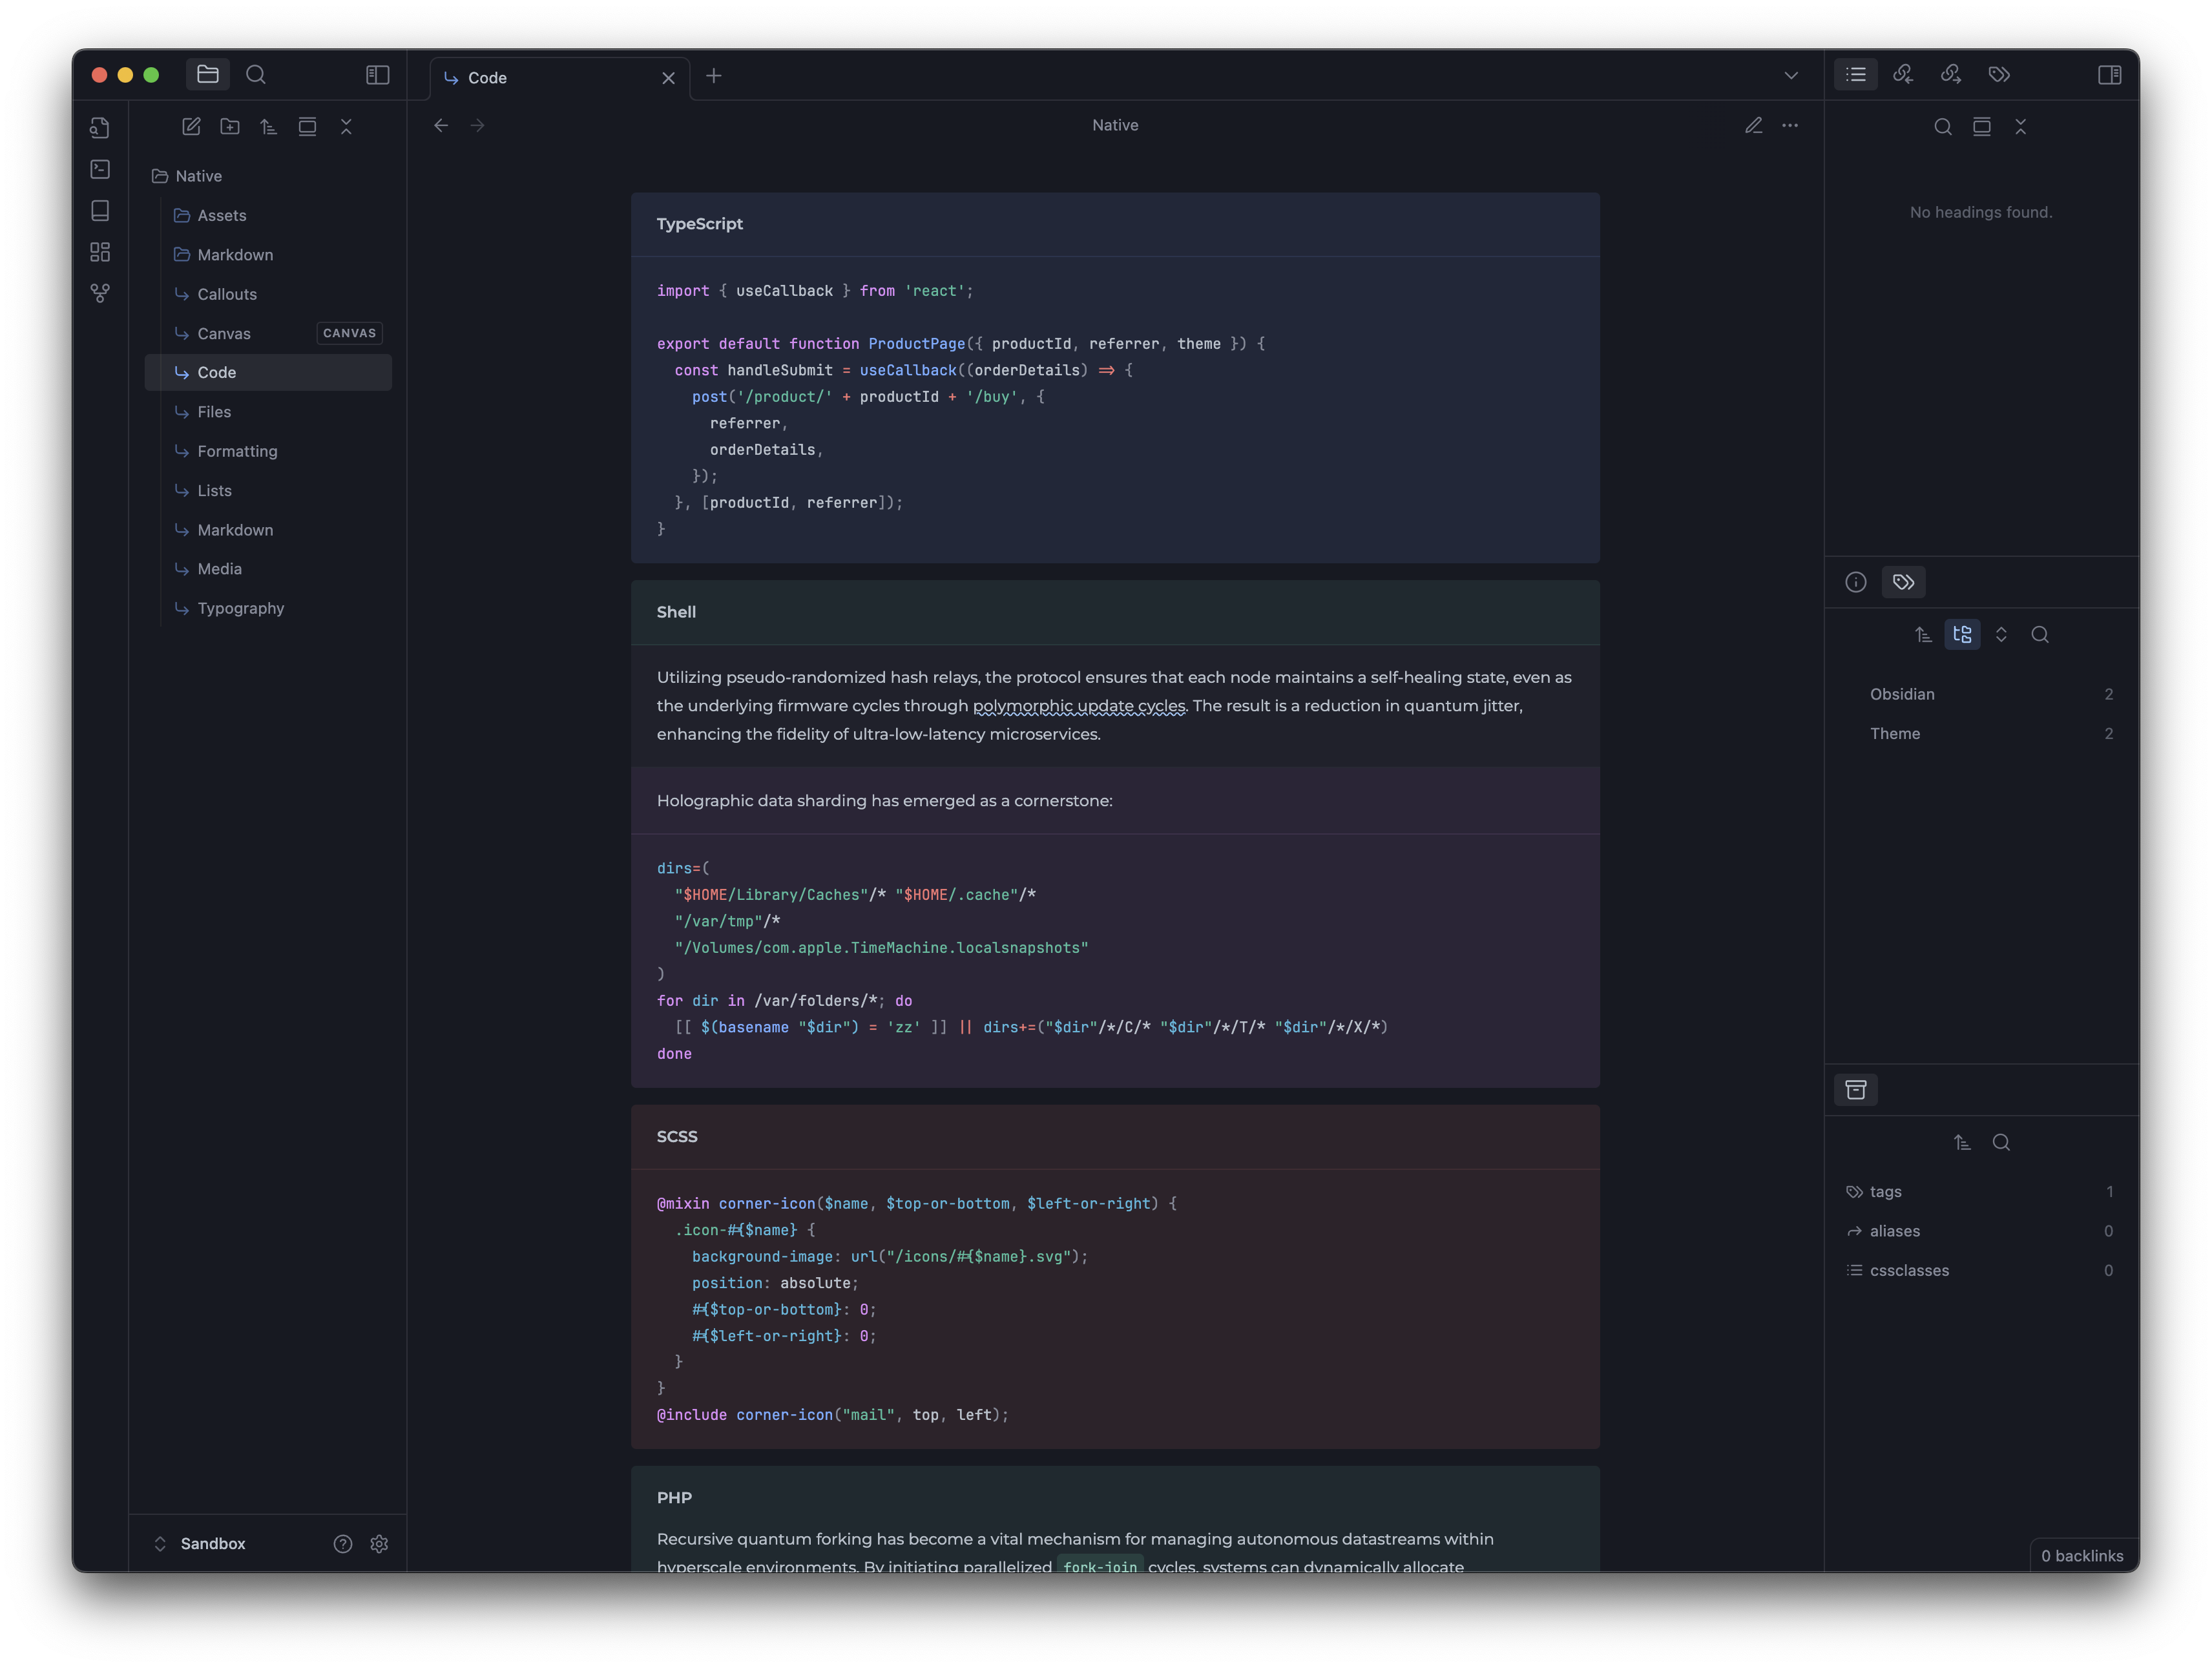 Code
Native
Native
Assets
Markdown
Callouts
Canvas CANVAS
Code
Files
Formatting
Lists
Markdown
Media
Typography
Sandbox
TypeScript
import { useCallback } from 'react';
export default function ProductPage({ productId, referrer, theme }) {
  const handleSubmit = useCallback((orderDetails) => {
    post('/product/' + productId + '/buy', {
      referrer,
      orderDetails,
    });
  }, [productId, referrer]);
}
Shell
Utilizing pseudo-randomized hash relays, the protocol ensures that each node maintains a self-healing state, even as
the underlying firmware cycles through polymorphic update cycles. The result is a reduction in quantum jitter,
enhancing the fidelity of ultra-low-latency microservices.
Holographic data sharding has emerged as a cornerstone:
dirs=(
  "$HOME/Library/Caches"/* "$HOME/.cache"/*
  "/var/tmp"/*
  "/Volumes/com.apple.TimeMachine.localsnapshots"
)
for dir in /var/folders/*; do
  [[ $(basename "$dir") = 'zz' ]] || dirs+=("$dir"/*/C/* "$dir"/*/T/* "$dir"/*/X/*)
done
SCSS
@mixin corner-icon($name, $top-or-bottom, $left-or-right) {
  .icon-#{$name} {
    background-image: url("/icons/#{$name}.svg");
    position: absolute;
    #{$top-or-bottom}: 0;
    #{$left-or-right}: 0;
  }
}
@include corner-icon("mail", top, left);
PHP
Recursive quantum forking has become a vital mechanism for managing autonomous datastreams within
hyperscale environments. By initiating parallelized fork-join cycles, systems can dynamically allocate
No headings found.
Obsidian 2
Theme 2
tags 1
aliases 0
cssclasses 0
0 backlinks